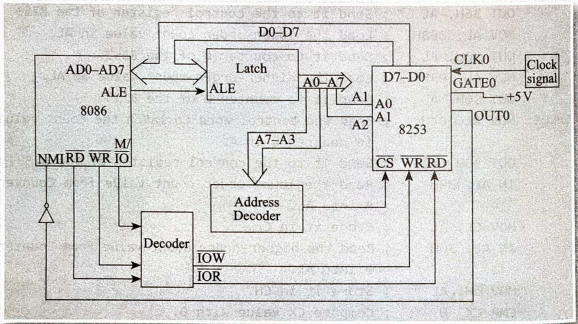 D0–D7
AD0–AD7
ALE
8086
M/
NMI RD WR IO
Latch
ALE
A0–A7
A1
A2
A7–A3
D7–D0
A0
A1
8253
CS WR RD
CLK0
GATE0
+5V
OUT0
Clock
signal
Address
Decoder
Decoder
IOW
IOR